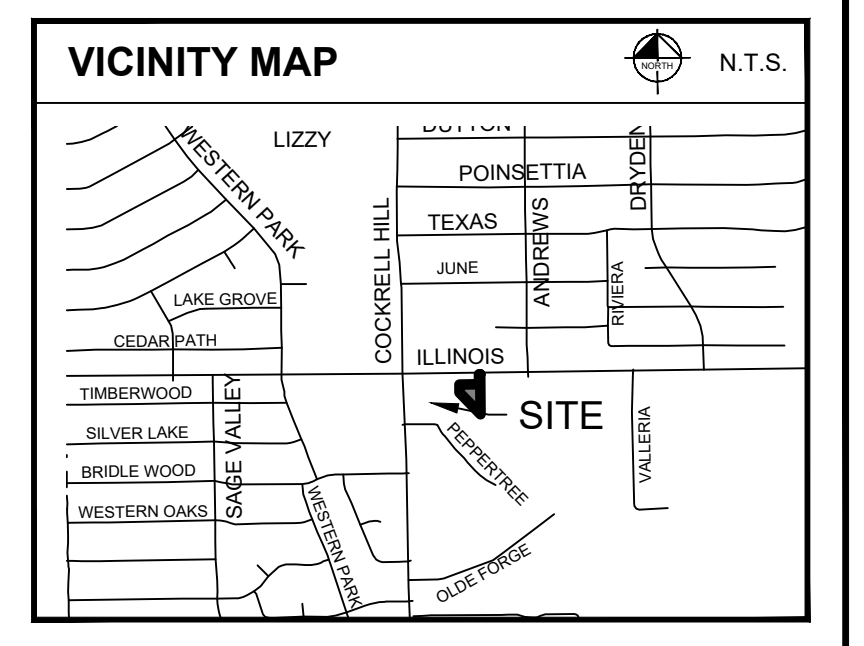 VICINITY MAP
NORTH
N.T.S.
LIZZY
DUTTON
WESTERN PARK
POINSETTIA
DRYDEN
TEXAS
ANDREWS
COCKRELL HILL
JUNE
RIVIERA
LAKE GROVE
CEDAR PATH
ILLINOIS
TIMBERWOOD
SAGE VALLEY
SITE
SILVER LAKE
PEPPERTREE
VALLERIA
BRIDLE WOOD
WESTERN PARK
WESTERN OAKS
OLDE FORGE